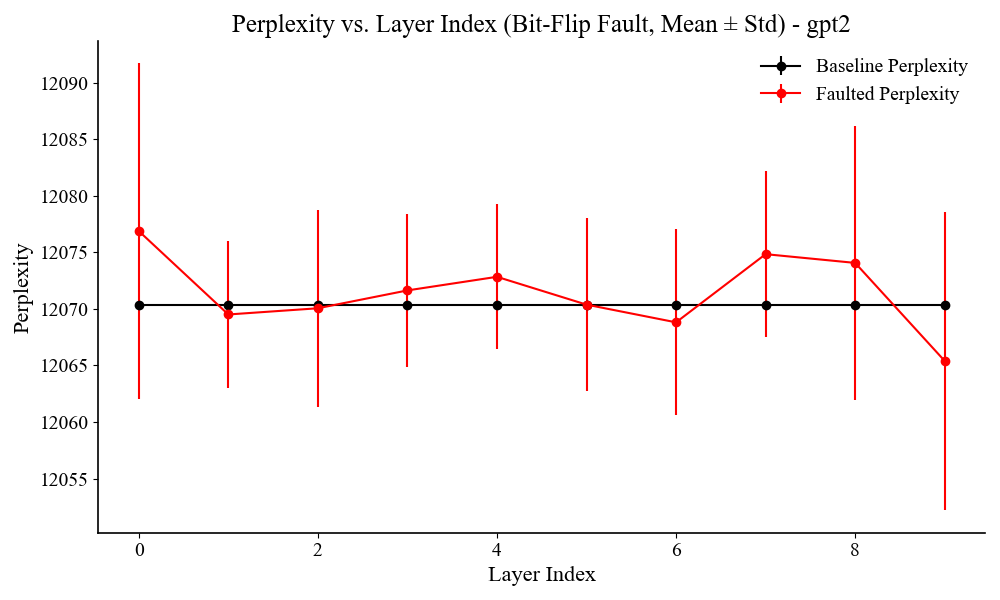 Perplexity vs. Layer Index (Bit-Flip Fault, Mean ± Std) - gpt2
Baseline Perplexity
Faulted Perplexity
Perplexity
12090
12085
12080
12075
12070
12065
12060
12055
0 2 4 6 8
Layer Index